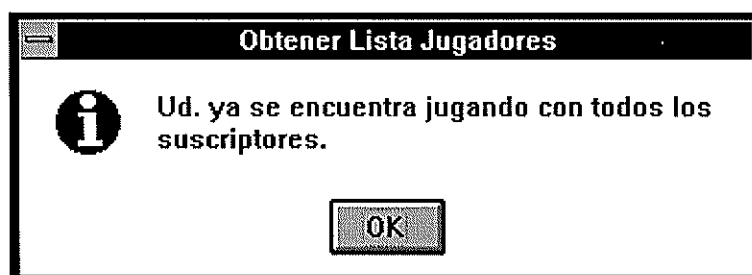 Obtener Lista Jugadores
Ud. ya se encuentra jugando con todos los
suscriptores.
OK